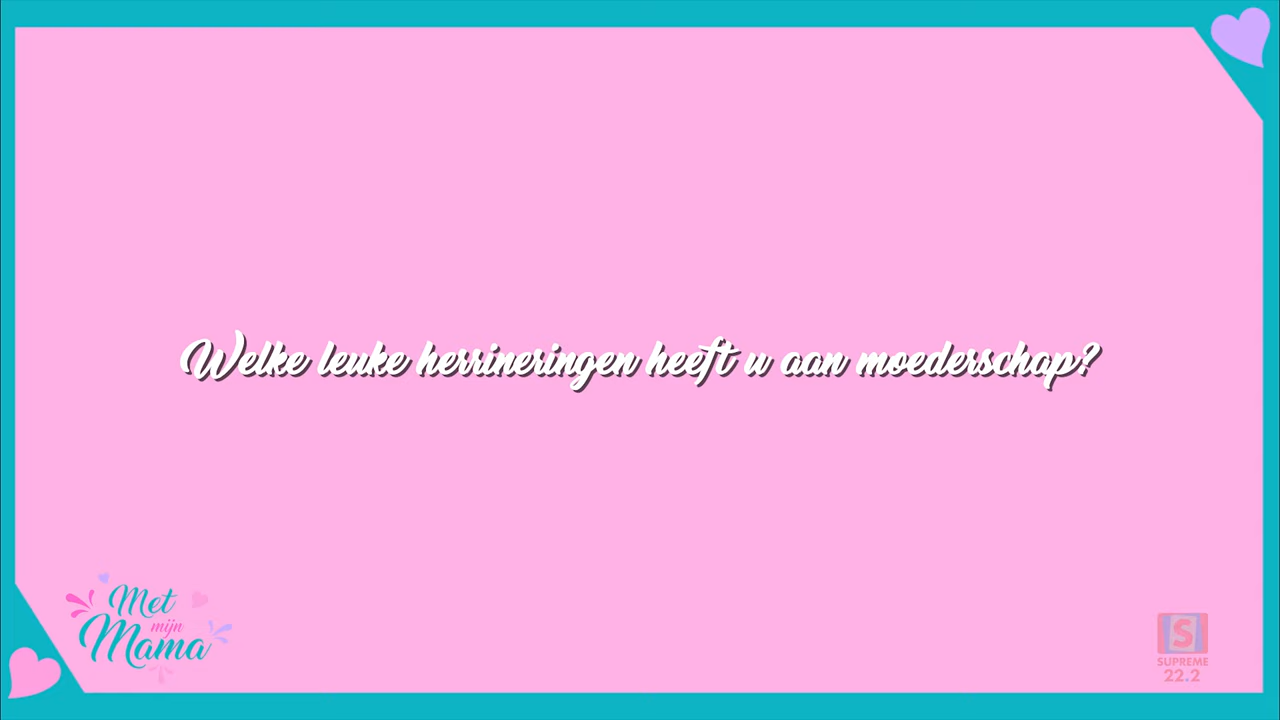 Welke leuke herrineringen heeft u aan moederschap?
Met
mijn
Mama
S
SUPREME
22.2